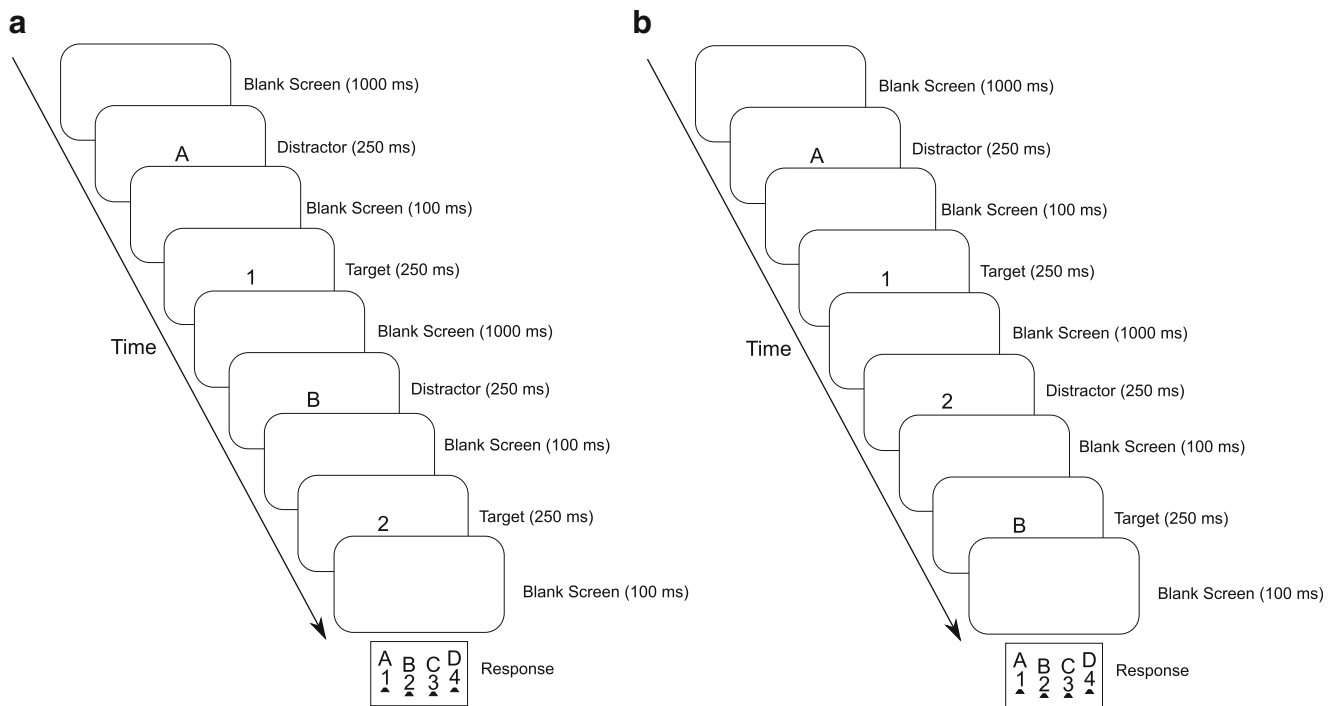 a
Blank Screen (1000 ms)
A
Distractor (250 ms)
Blank Screen (100 ms)
1
Target (250 ms)
Time
Blank Screen (1000 ms)
B
Distractor (250 ms)
Blank Screen (100 ms)
2
Target (250 ms)
Blank Screen (100 ms)
A B C D
1 2 3 4
Response
b
Blank Screen (1000 ms)
A
Distractor (250 ms)
Blank Screen (100 ms)
1
Target (250 ms)
Time
Blank Screen (1000 ms)
2
Distractor (250 ms)
Blank Screen (100 ms)
B
Target (250 ms)
Blank Screen (100 ms)
A B C D
1 2 3 4
Response